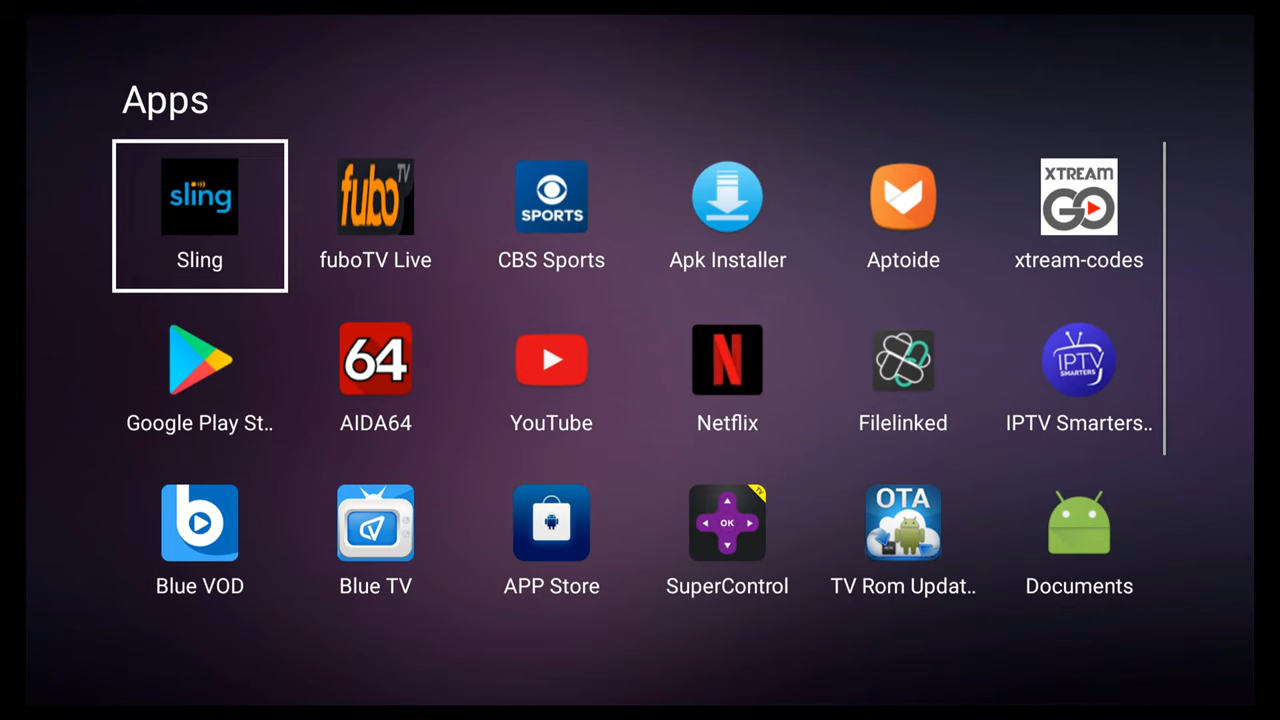 Apps
sling
fubo TV
SPORTS
XTREAM
GO
Sling
fuboTV Live
CBS Sports
Apk Installer
Aptoide
xtream-codes
64
N
IPTV
SMARTERS
Google Play St..
AIDA64
YouTube
Netflix
Filelinked
IPTV Smarters..
b
TV
OK
OTA
Blue VOD
Blue TV
APP Store
SuperControl
TV Rom Updat..
Documents